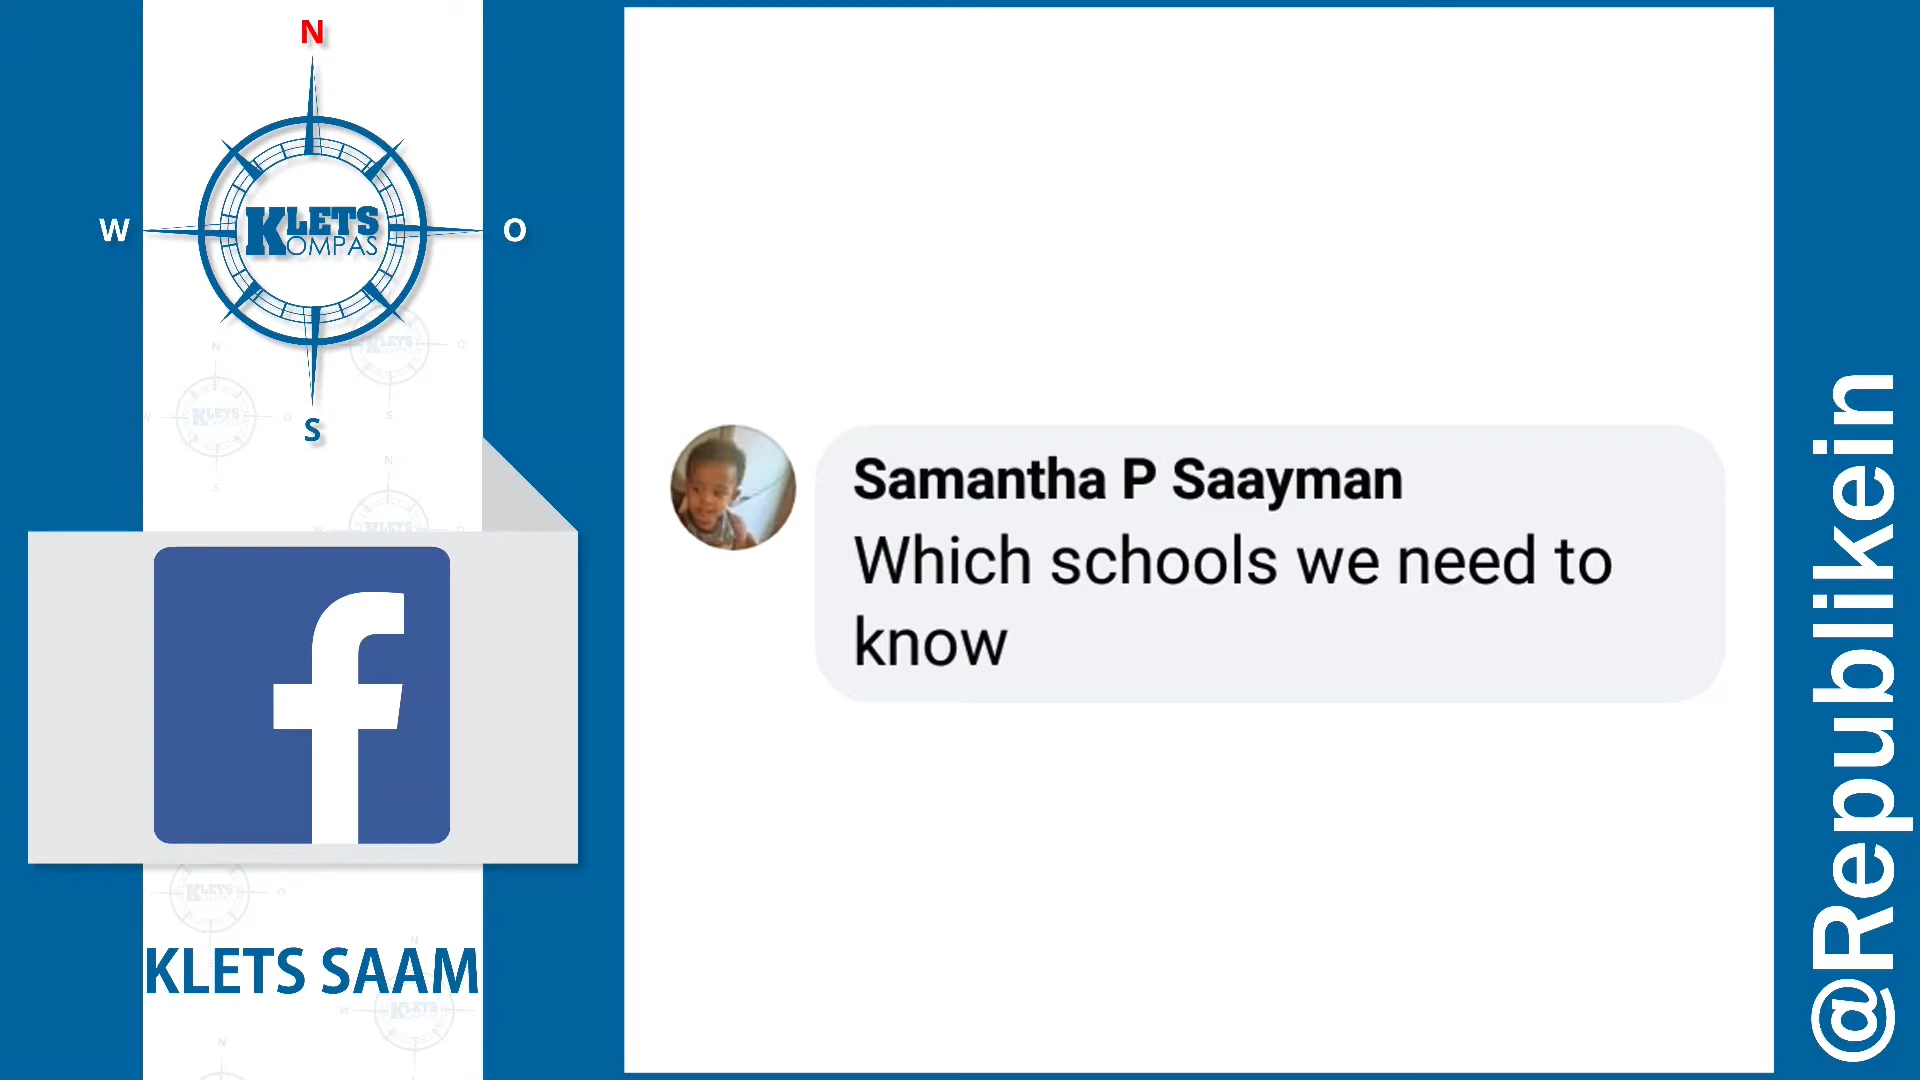 N
W
KLETS
KOMPAS
O
S
KLETS SAAM
Samantha P Saayman
Which schools we need to
know
@Republikein